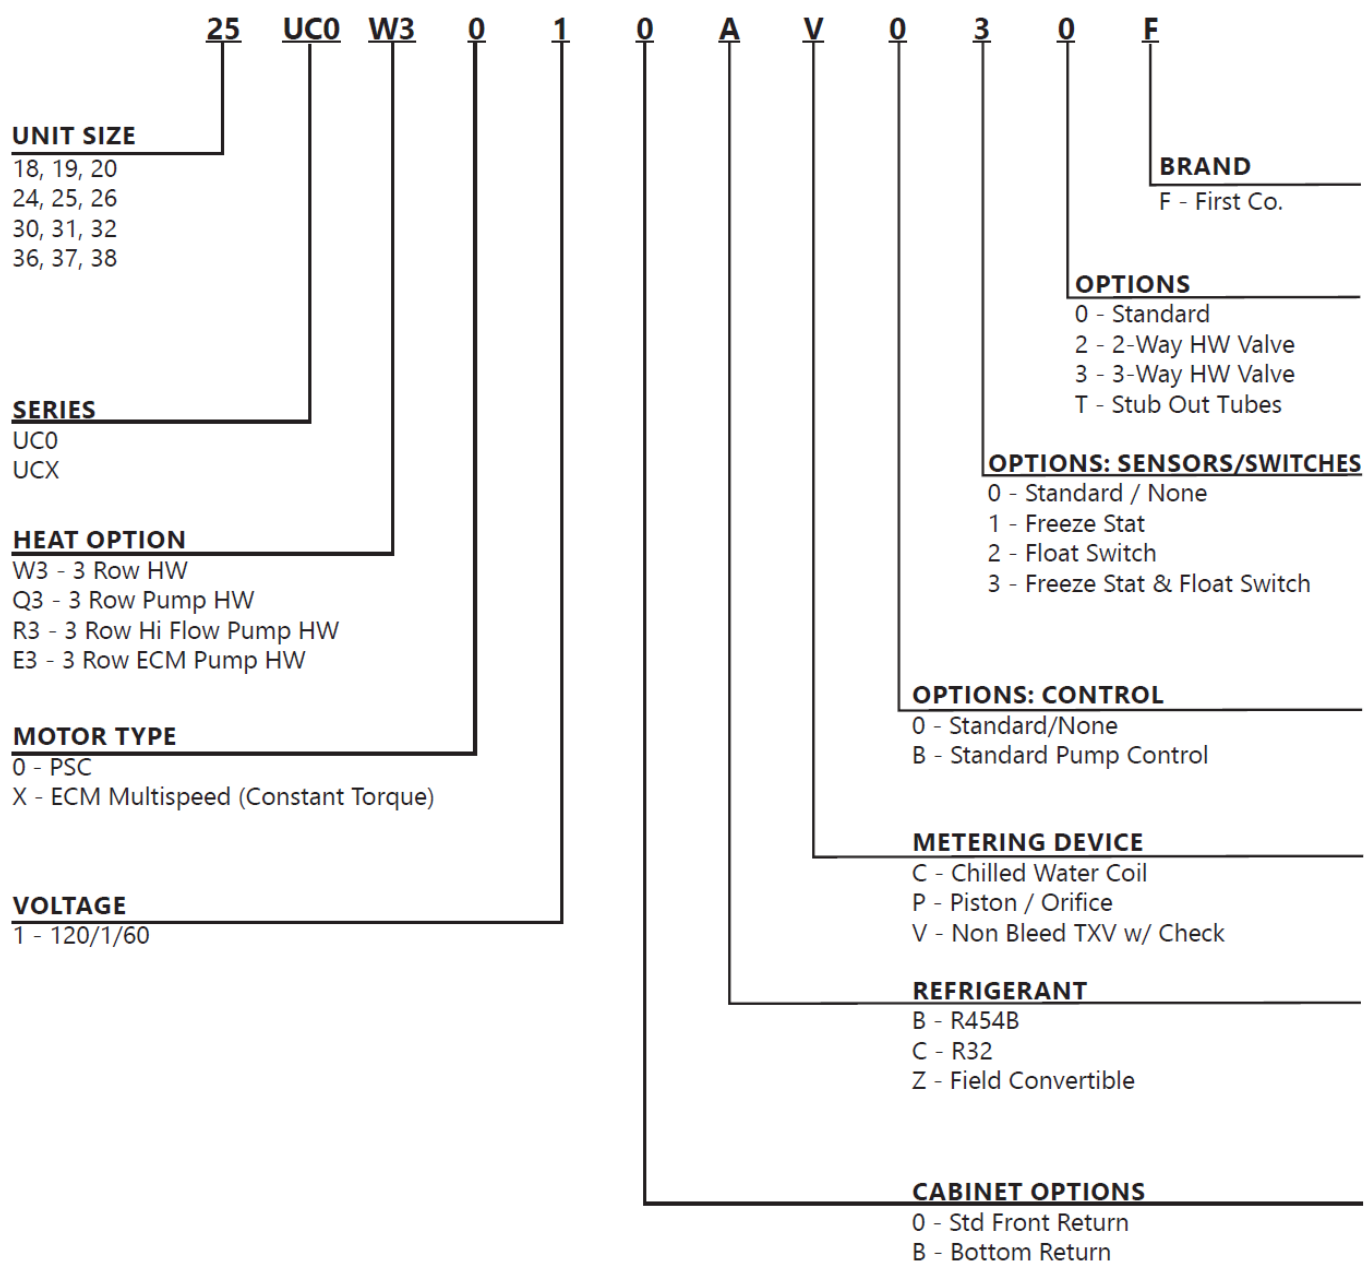 25 UC0 W3 0 1 0 A V 0 3 0 F
UNIT SIZE
18, 19, 20
24, 25, 26
30, 31, 32
36, 37, 38
SERIES
UC0
UCX
HEAT OPTION
W3 - 3 Row HW
Q3 - 3 Row Pump HW
R3 - 3 Row Hi Flow Pump HW
E3 - 3 Row ECM Pump HW
MOTOR TYPE
0 - PSC
X - ECM Multispeed (Constant Torque)
VOLTAGE
1 - 120/1/60
BRAND
F - First Co.
OPTIONS
0 - Standard
2 - 2-Way HW Valve
3 - 3-Way HW Valve
T - Stub Out Tubes
OPTIONS: SENSORS/SWITCHES
0 - Standard / None
1 - Freeze Stat
2 - Float Switch
3 - Freeze Stat & Float Switch
OPTIONS: CONTROL
0 - Standard/None
B - Standard Pump Control
METERING DEVICE
C - Chilled Water Coil
P - Piston / Orifice
V - Non Bleed TXV w/ Check
REFRIGERANT
B - R454B
C - R32
Z - Field Convertible
CABINET OPTIONS
0 - Std Front Return
B - Bottom Return